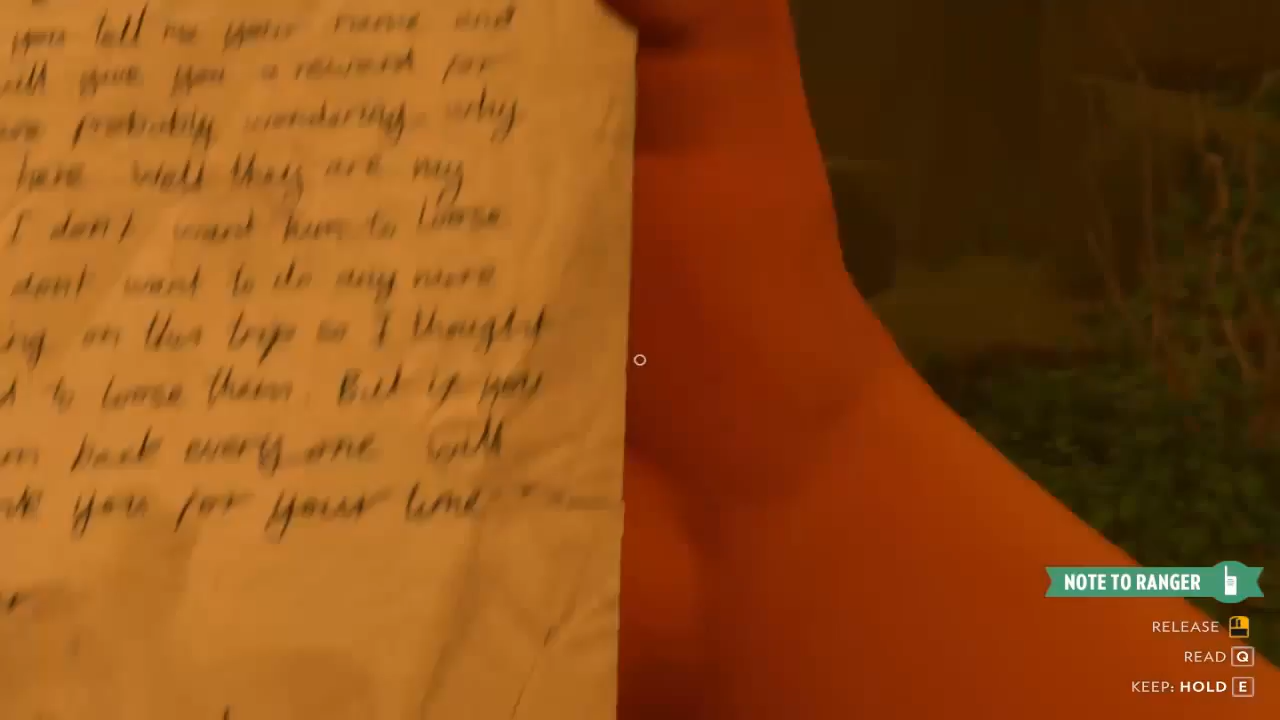 you tell me your name and
will give you a reward for
are probably wondering why
here Well they are my
I don't want him to loose
dont want to do any more
ing on this trip so I thought
to loose them. But if you
back every one will
you for your time
NOTE TO RANGER
RELEASE
READ Q
KEEP: HOLD E